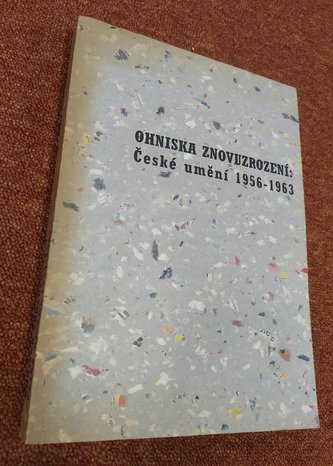 OHNISKA ZNOVUZROZENÍ:
České umění 1956-1963